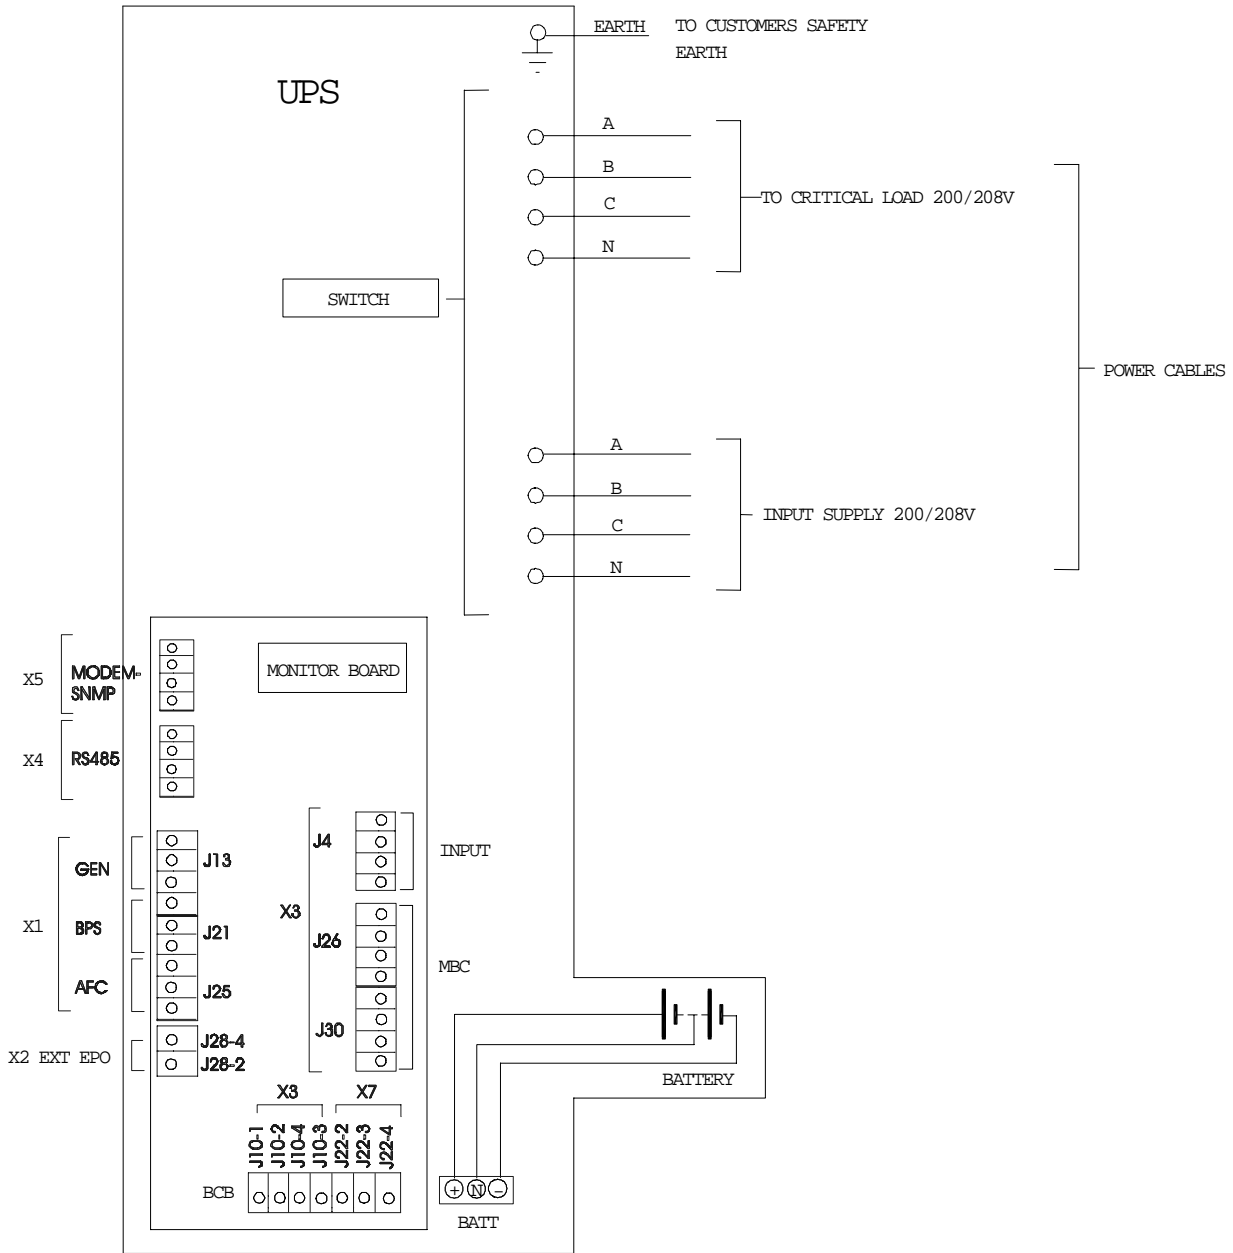 EARTH
TO CUSTOMERS SAFETY
EARTH
UPS
A
B
C
N
TO CRITICAL LOAD 200/208V
SWITCH
POWER CABLES
A
B
C
N
INPUT SUPPLY 200/208V
MONITOR BOARD
X5
MODEM-
SNMP
X4
RS485
X1
GEN
J13
BPS
J21
AFC
J25
X2 EXT EPO
J28-4
J28-2
X3
J4
INPUT
J26
MBC
J30
BATTERY
X3
X7
J10-1
J10-2
J10-4
J10-3
J22-2
J22-3
J22-4
BCB
+ N -
BATT